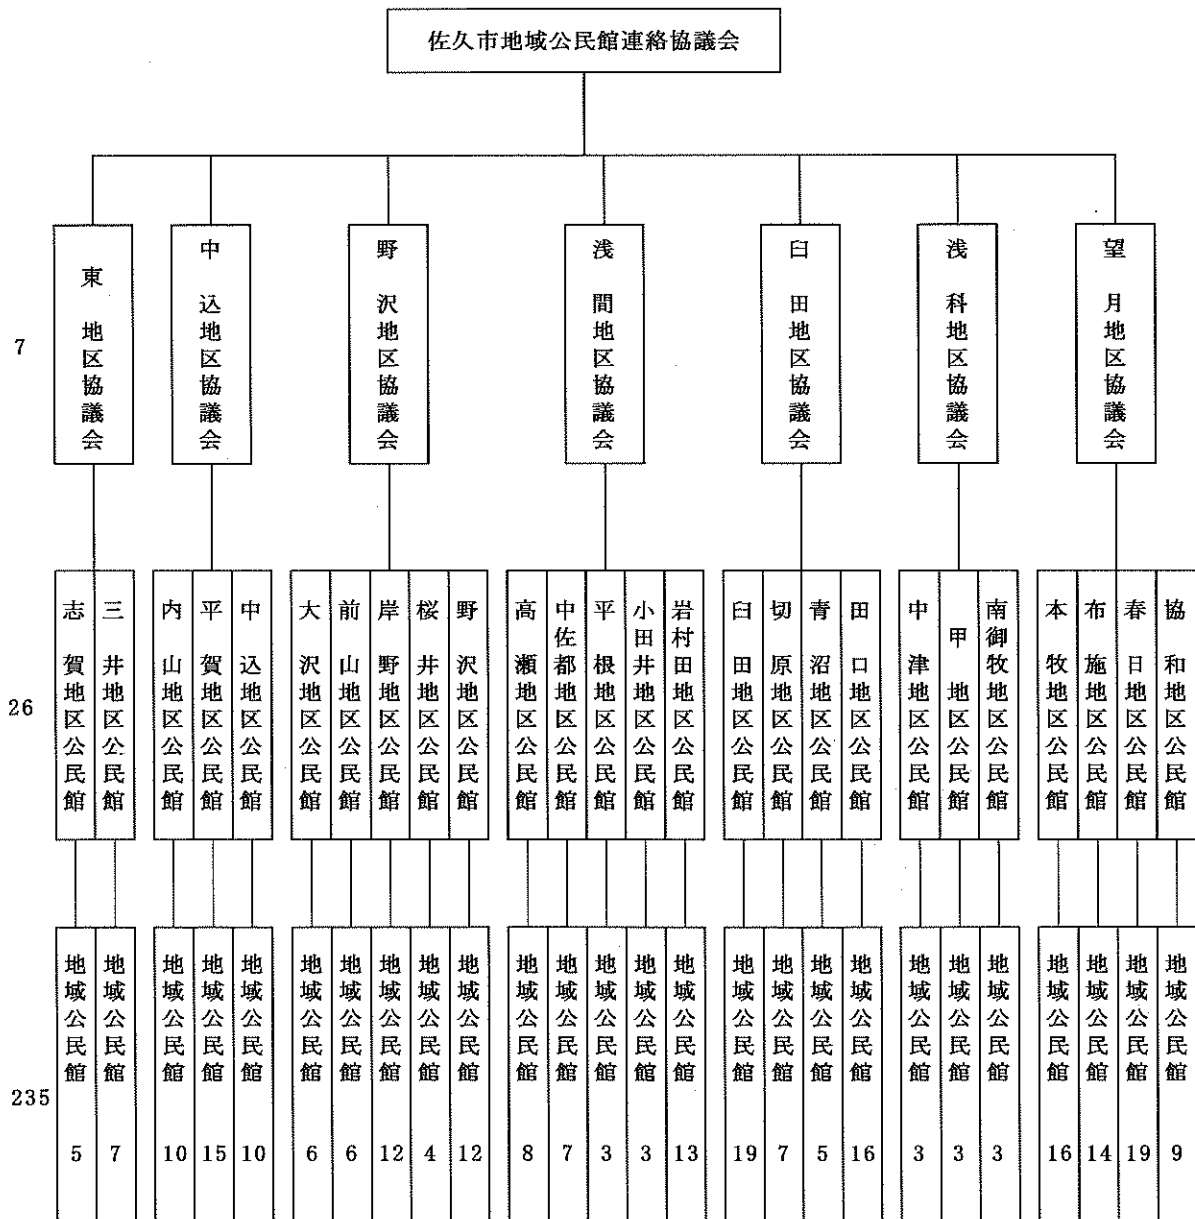 佐久市地域公民館連絡協議会
7
東地区協議会
中込地区協議会
野沢地区協議会
浅間地区協議会
臼田地区協議会
浅科地区協議会
望月地区協議会
26
志賀地区公民館
三井地区公民館
内山地区公民館
平賀地区公民館
中込地区公民館
大沢地区公民館
前山地区公民館
岸野地区公民館
桜井地区公民館
野沢地区公民館
高瀬地区公民館
中佐都地区公民館
平根地区公民館
小田井地区公民館
岩村田地区公民館
臼田地区公民館
切原地区公民館
青沼地区公民館
田口地区公民館
中津地区公民館
甲地区公民館
南御牧地区公民館
本牧地区公民館
布施地区公民館
春日地区公民館
協和地区公民館
235
地域公民館 5
地域公民館 7
地域公民館 10
地域公民館 15
地域公民館 10
地域公民館 6
地域公民館 6
地域公民館 12
地域公民館 4
地域公民館 12
地域公民館 8
地域公民館 7
地域公民館 3
地域公民館 3
地域公民館 13
地域公民館 19
地域公民館 7
地域公民館 5
地域公民館 16
地域公民館 3
地域公民館 3
地域公民館 3
地域公民館 16
地域公民館 14
地域公民館 19
地域公民館 9